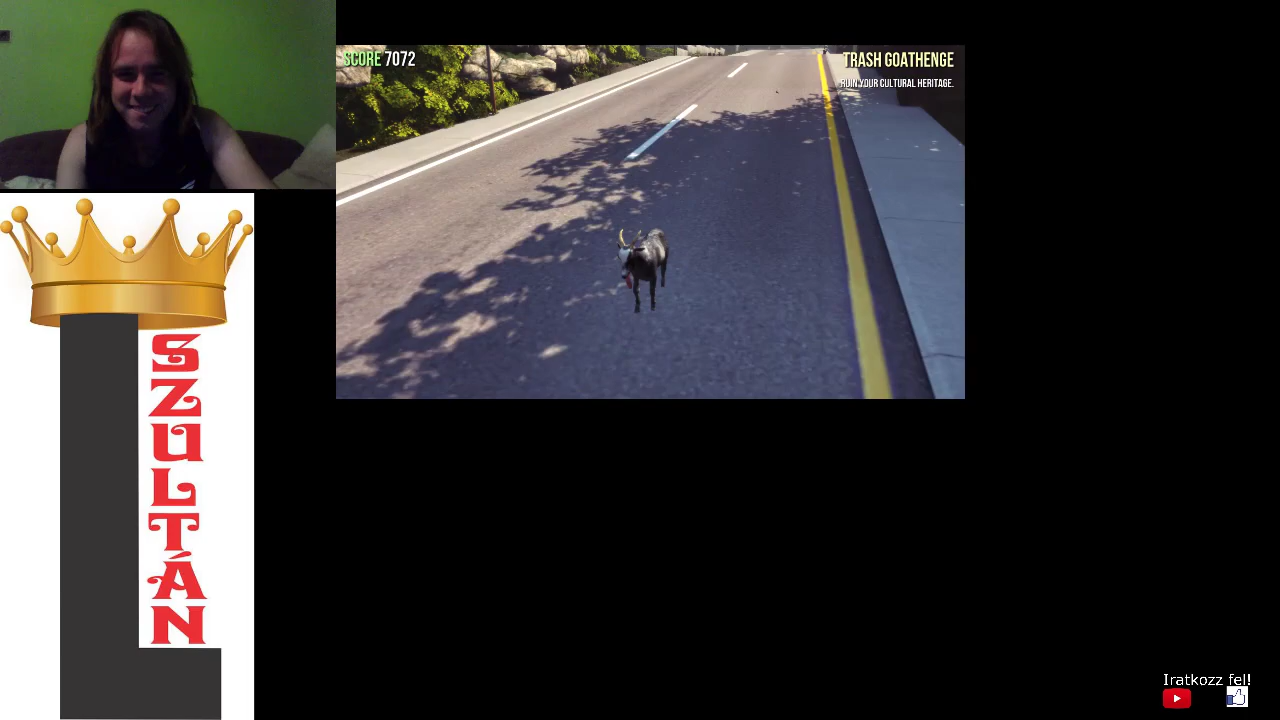 SCORE 7072
TRASH GOATHENGE
RUIN YOUR CULTURAL HERITAGE.
L
SZULTÁN
Iratkozz fel!